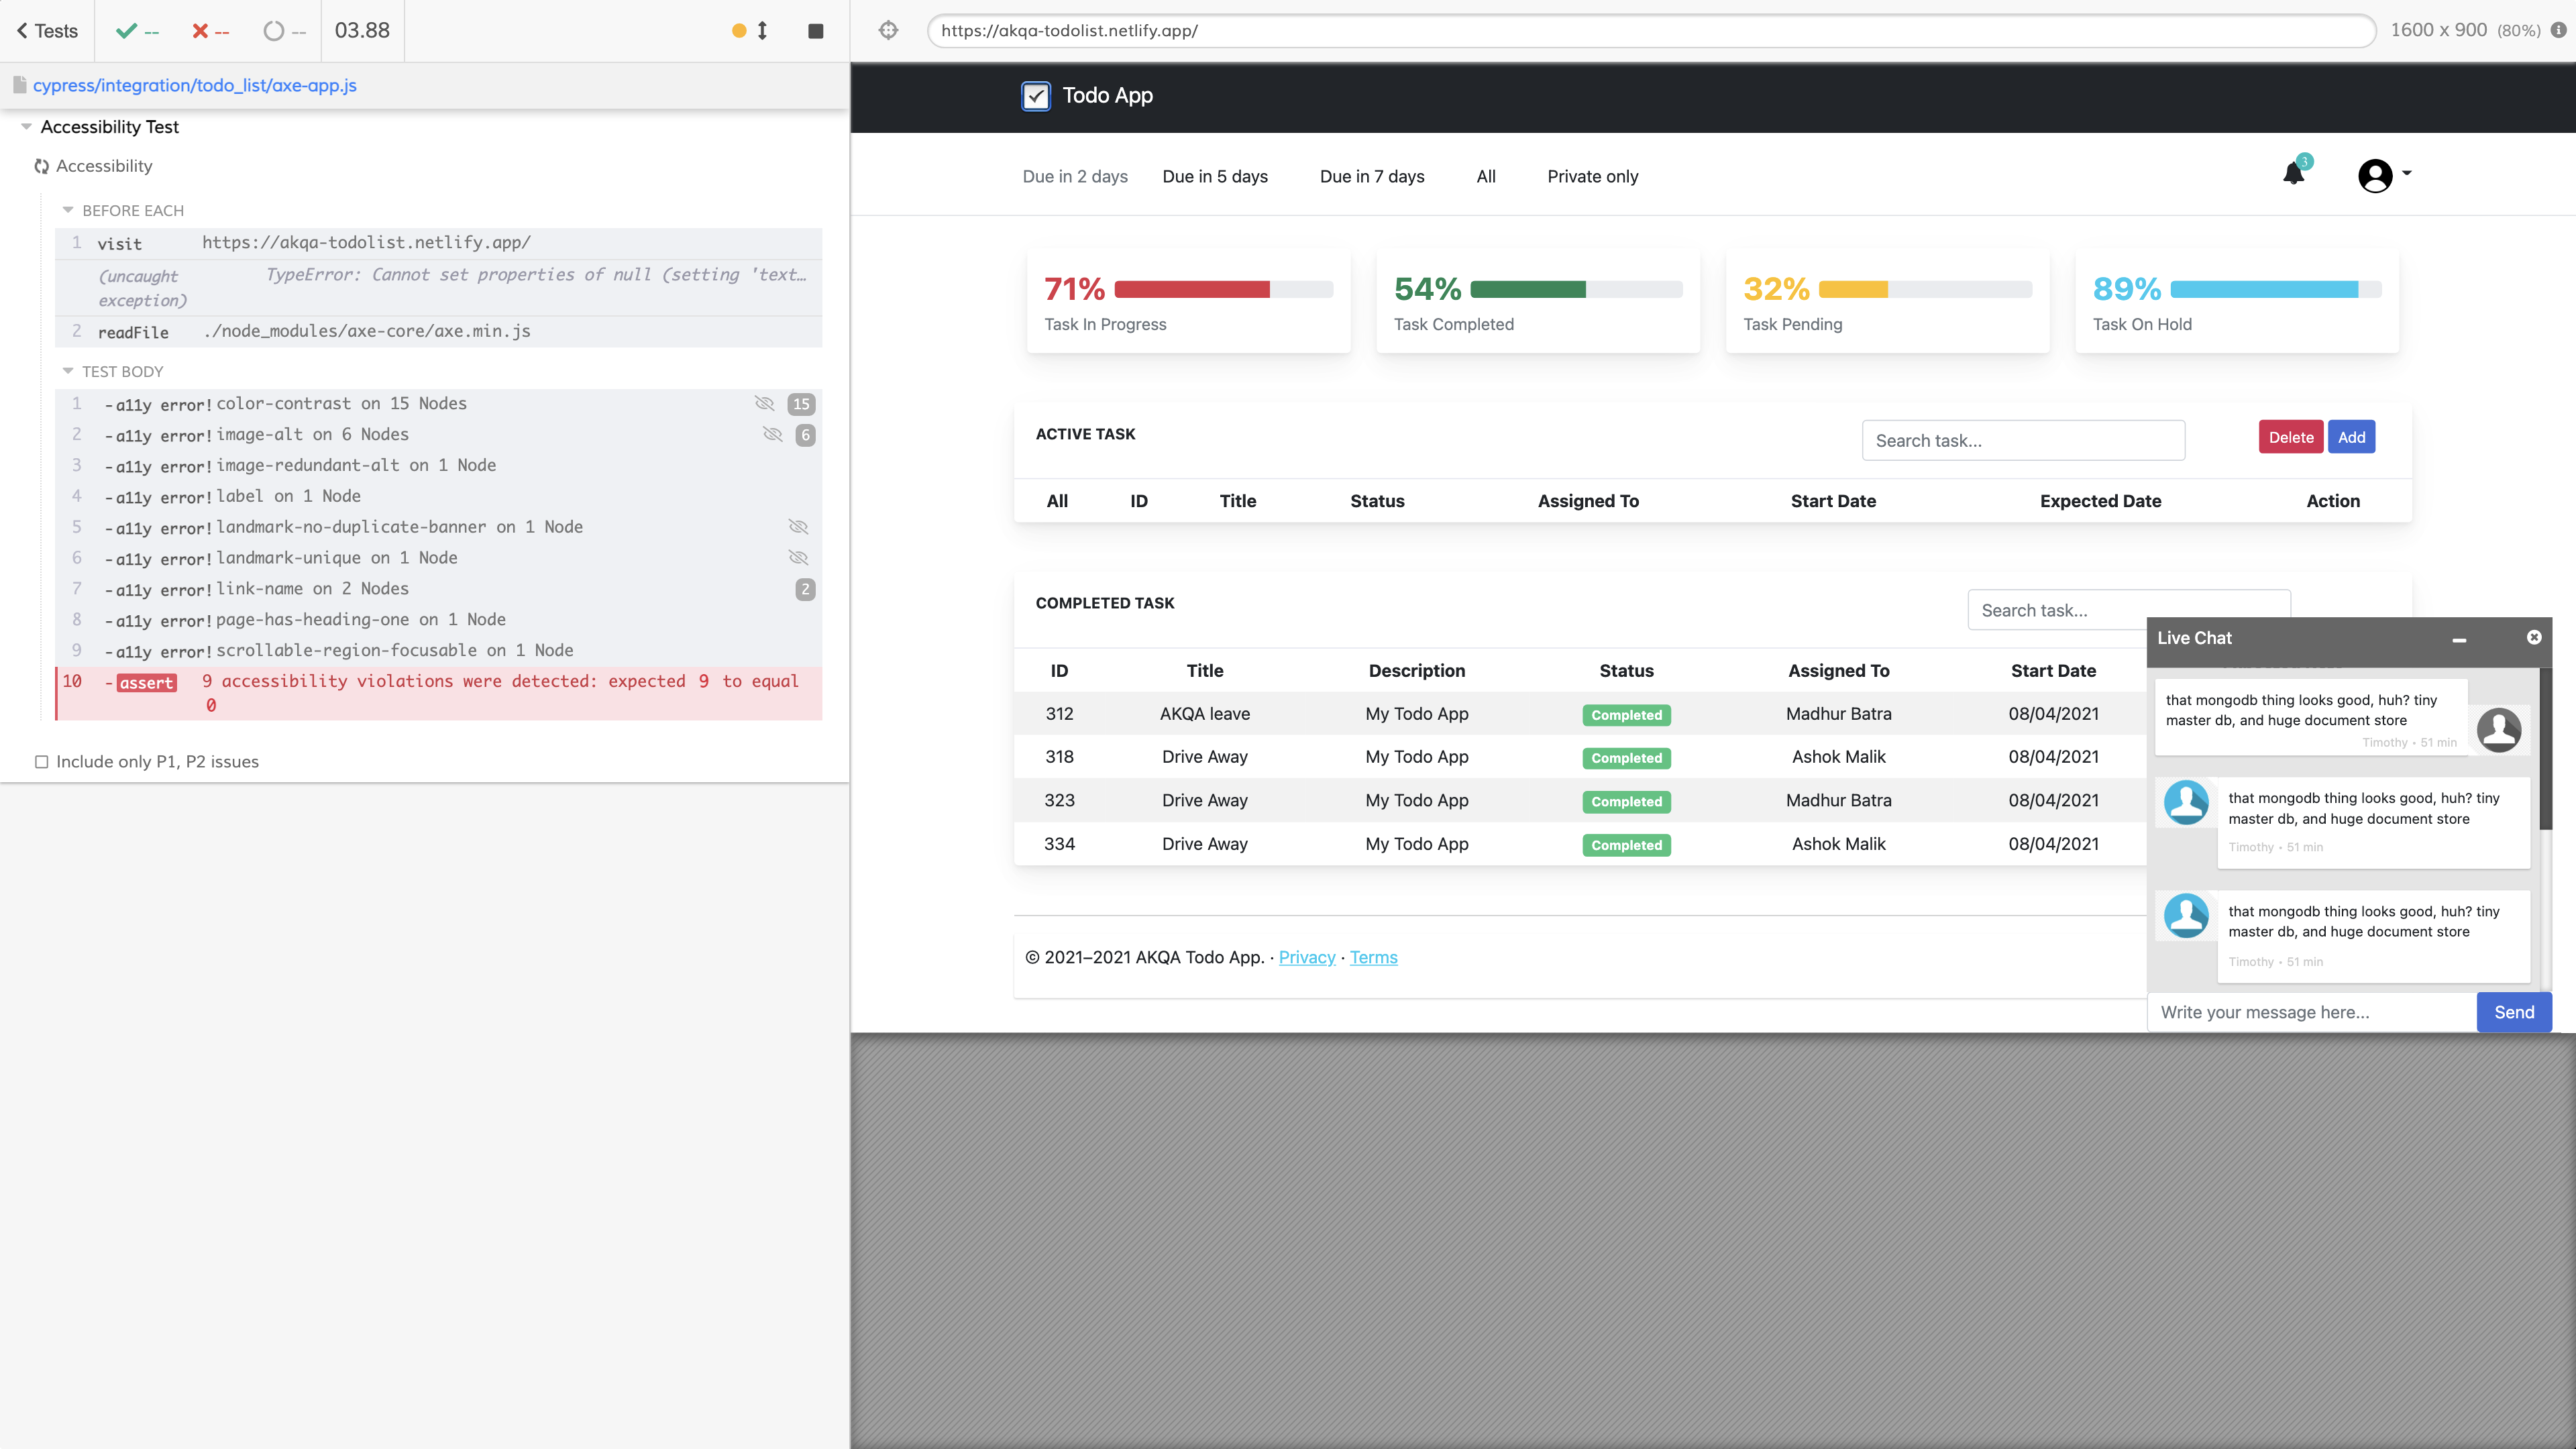 Tests
--
--
--
03.88
cypress/integration/todo_list/axe-app.js
Accessibility Test
Accessibility
BEFORE EACH
1 visit https://akqa-todolist.netlify.app/
(uncaught exception) TypeError: Cannot set properties of null (setting 'text…
2 readFile ./node_modules/axe-core/axe.min.js
TEST BODY
1 -a11y error! color-contrast on 15 Nodes 15
2 -a11y error! image-alt on 6 Nodes 6
3 -a11y error! image-redundant-alt on 1 Node
4 -a11y error! label on 1 Node
5 -a11y error! landmark-no-duplicate-banner on 1 Node
6 -a11y error! landmark-unique on 1 Node
7 -a11y error! link-name on 2 Nodes 2
8 -a11y error! page-has-heading-one on 1 Node
9 -a11y error! scrollable-region-focusable on 1 Node
10 -assert 9 accessibility violations were detected: expected 9 to equal
0
Include only P1, P2 issues
https://akqa-todolist.netlify.app/
1600 x 900 (80%)
Todo App
Due in 2 days Due in 5 days Due in 7 days All Private only 3
71% 54% 32% 89%
Task In Progress Task Completed Task Pending Task On Hold
ACTIVE TASK Search task... Delete Add
All ID Title Status Assigned To Start Date Expected Date Action
COMPLETED TASK Search task...
ID Title Description Status Assigned To Start Date
312 AKQA leave My Todo App Completed Madhur Batra 08/04/2021
318 Drive Away My Todo App Completed Ashok Malik 08/04/2021
323 Drive Away My Todo App Completed Madhur Batra 08/04/2021
334 Drive Away My Todo App Completed Ashok Malik 08/04/2021
© 2021–2021 AKQA Todo App. · Privacy · Terms
Live Chat
that mongodb thing looks good, huh? tiny
master db, and huge document store
Timothy • 51 min
that mongodb thing looks good, huh? tiny
master db, and huge document store
Timothy • 51 min
that mongodb thing looks good, huh? tiny
master db, and huge document store
Timothy • 51 min
Write your message here... Send